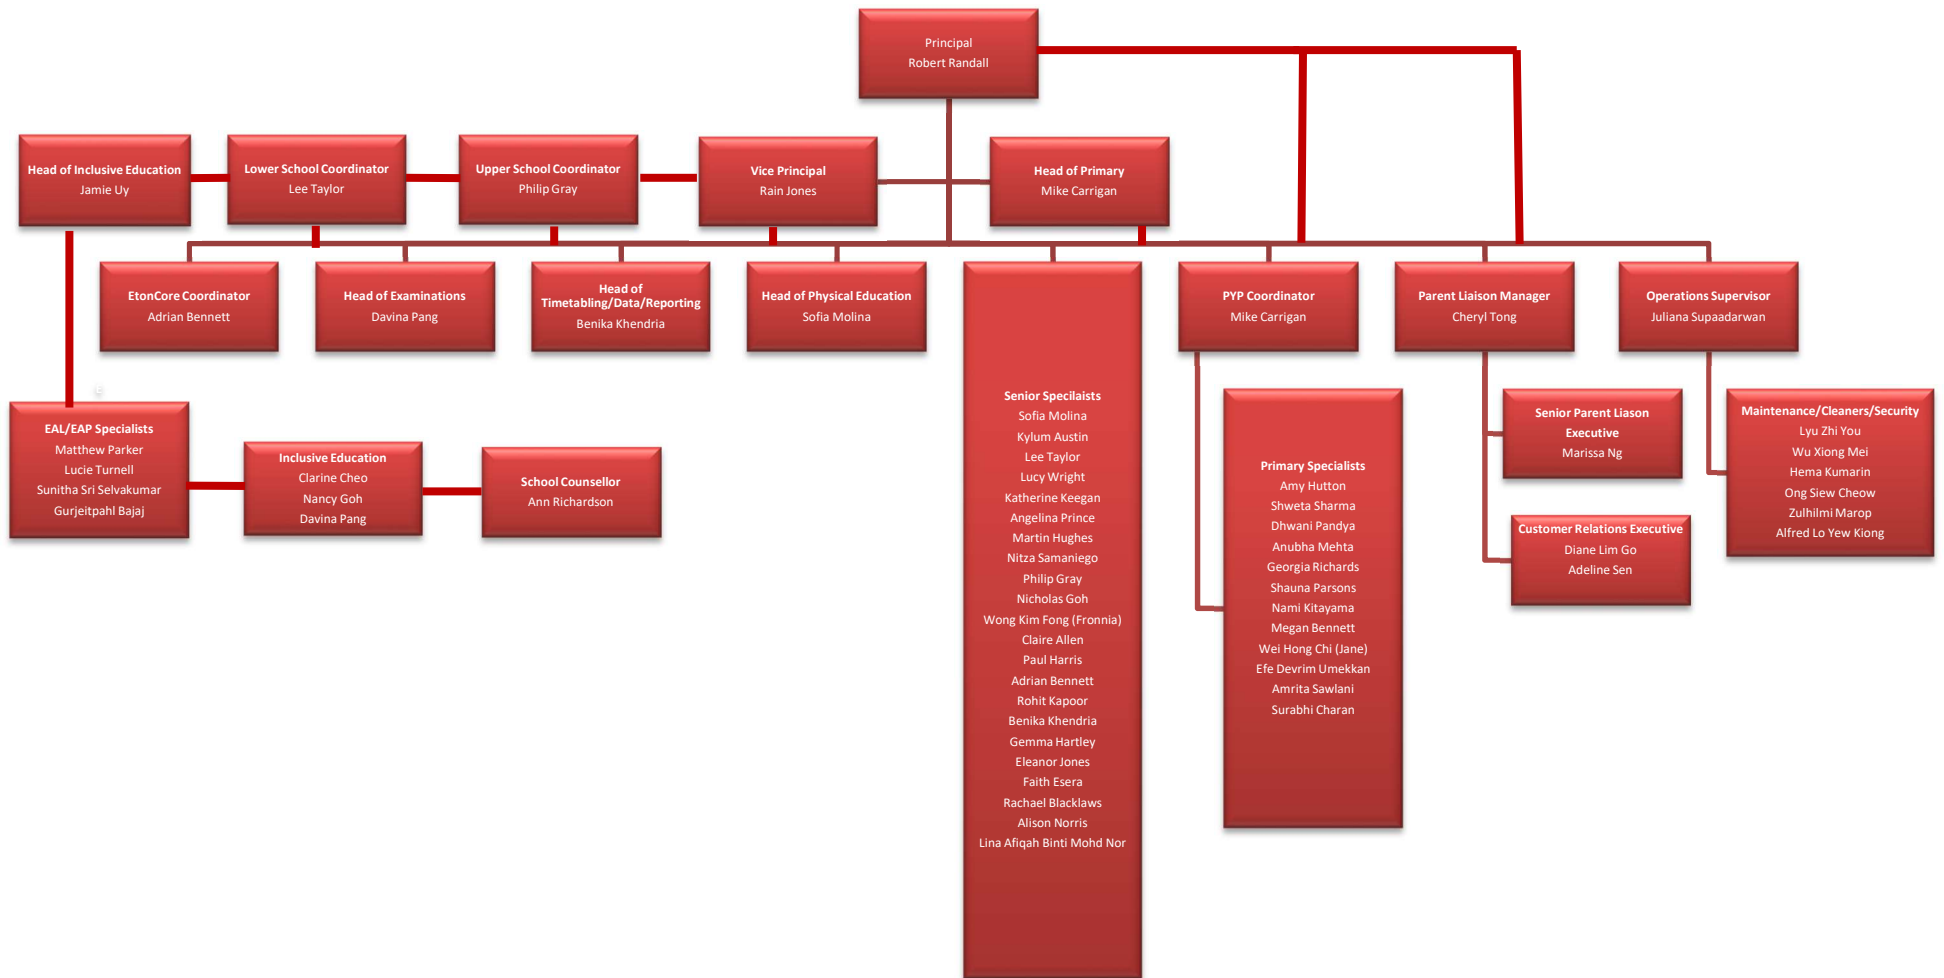 Principal
Robert Randall
Head of Inclusive Education
Jamie Uy
Lower School Coordinator
Lee Taylor
Upper School Coordinator
Philip Gray
Vice Principal
Rain Jones
Head of Primary
Mike Carrigan
EtonCore Coordinator
Adrian Bennett
Head of Examinations
Davina Pang
Head of
Timetabling/Data/Reporting
Benika Khendria
Head of Physical Education
Sofia Molina
Senior Specilaists
Sofia Molina
Kylum Austin
Lee Taylor
Lucy Wright
Katherine Keegan
Angelina Prince
Martin Hughes
Nitza Samaniego
Philip Gray
Nicholas Goh
Wong Kim Fong (Fronnia)
Claire Allen
Paul Harris
Adrian Bennett
Rohit Kapoor
Benika Khendria
Gemma Hartley
Eleanor Jones
Faith Esera
Rachael Blacklaws
Alison Norris
Lina Afiqah Binti Mohd Nor
PYP Coordinator
Mike Carrigan
Parent Liaison Manager
Cheryl Tong
Operations Supervisor
Juliana Supaadarwan
E
EAL/EAP Specialists
Matthew Parker
Lucie Turnell
Sunitha Sri Selvakumar
Gurjeitpahl Bajaj
Inclusive Education
Clarine Cheo
Nancy Goh
Davina Pang
School Counsellor
Ann Richardson
Primary Specialists
Amy Hutton
Shweta Sharma
Dhwani Pandya
Anubha Mehta
Georgia Richards
Shauna Parsons
Nami Kitayama
Megan Bennett
Wei Hong Chi (Jane)
Efe Devrim Umekkan
Amrita Sawlani
Surabhi Charan
Senior Parent Liason
Executive
Marissa Ng
Customer Relations Executive
Diane Lim Go
Adeline Sen
Maintenance/Cleaners/Security
Lyu Zhi You
Wu Xiong Mei
Hema Kumarin
Ong Siew Cheow
Zulhilmi Marop
Alfred Lo Yew Kiong